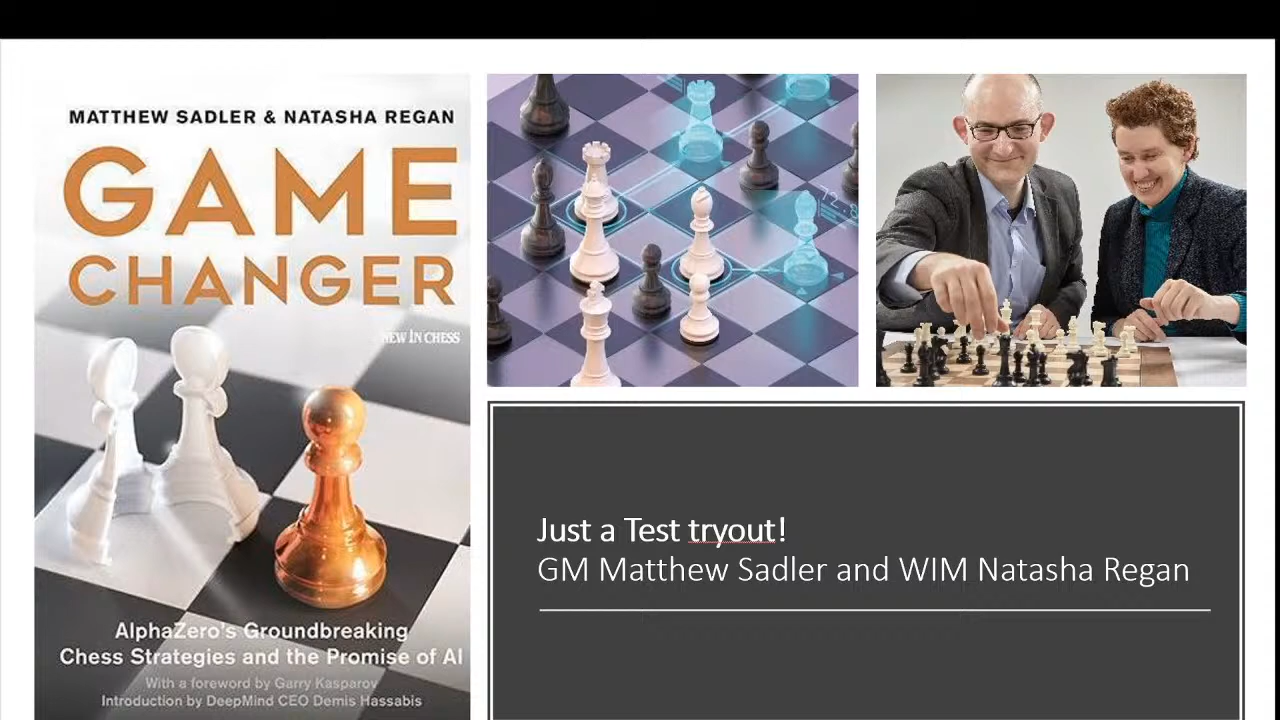 MATTHEW SADLER & NATASHA REGAN
GAME
CHANGER
NEW IN CHESS
AlphaZero's Groundbreaking
Chess Strategies and the Promise of AI
With a foreword by Garry Kasparov
Introduction by DeepMind CEO Demis Hassabis
72.8
Just a Test tryout!
GM Matthew Sadler and WIM Natasha Regan